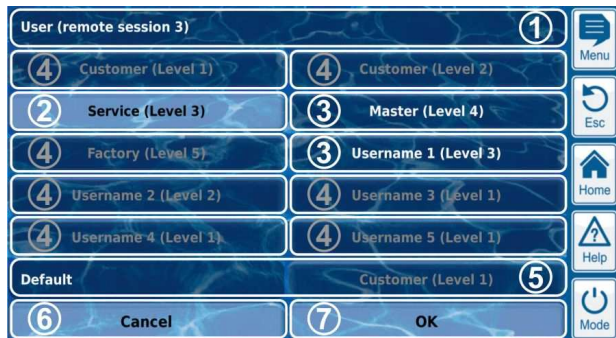 User (remote session 3) 1
Menu
4 Customer (Level 1) 4 Customer (Level 2)
2 Service (Level 3) 3 Master (Level 4)
Esc
4 Factory (Level 5) 3 Username 1 (Level 3)
4 Username 2 (Level 2) 4 Username 3 (Level 1)
Home
4 Username 4 (Level 1) 4 Username 5 (Level 1)
?
Help
Default Customer (Level 1) 5
6 Cancel 7 OK
Mode